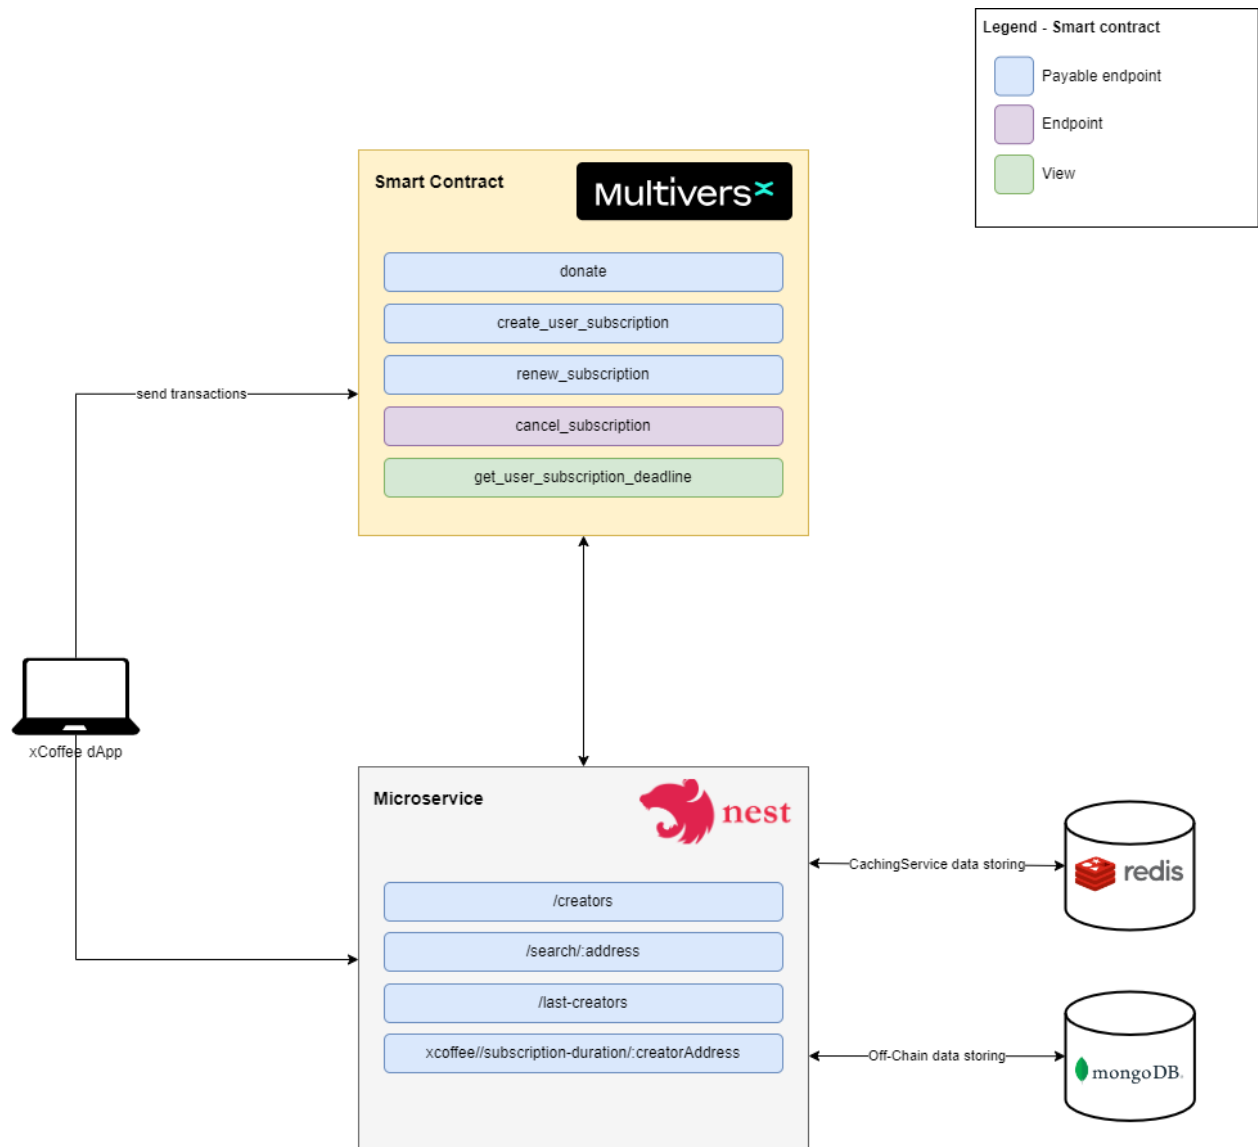 Legend - Smart contract
Payable endpoint
Endpoint
View
Smart Contract
Multiversx
donate
create_user_subscription
renew_subscription
cancel_subscription
get_user_subscription_deadline
send transactions
xCoffee dApp
Microservice
nest
/creators
/search/:address
/last-creators
xcoffee//subscription-duration/:creatorAddress
CachingService data storing
redis
Off-Chain data storing
mongoDB.